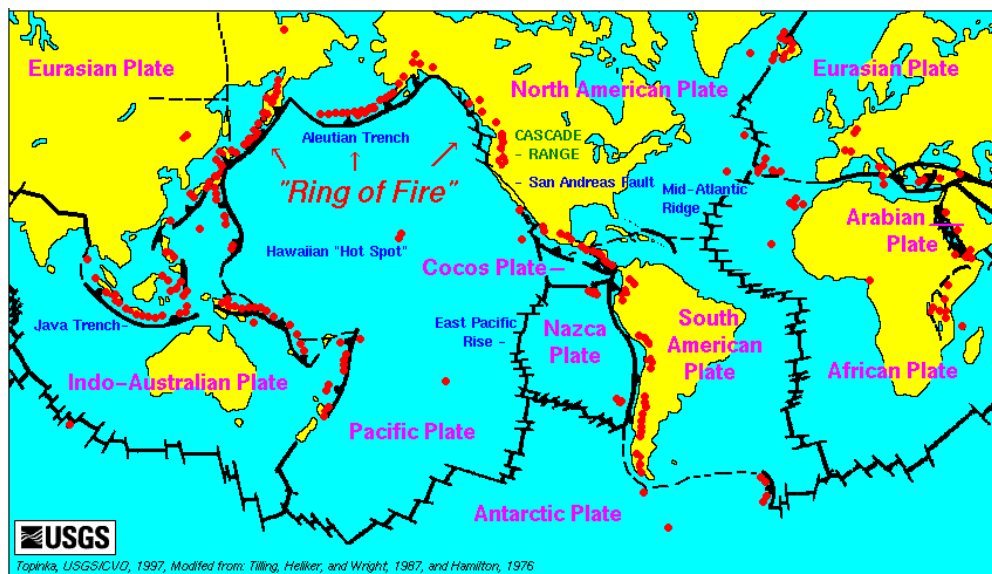 Eurasian Plate
North American Plate
Eurasian Plate
Aleutian Trench
CASCADE
- RANGE
"Ring of Fire"
- San Andreas Fault
Mid-Atlantic
Ridge
Arabian
Plate
Hawaiian "Hot Spot"
Cocos Plate
Java Trench-
East Pacific
Rise -
Nazca
Plate
South
American
Plate
Indo-Australian Plate
African Plate
Pacific Plate
Antarctic Plate
USGS
Topinka, USGS/CVO, 1997, Modifed from: Tilling, Heliker, and Wright, 1987, and Hamilton, 1976